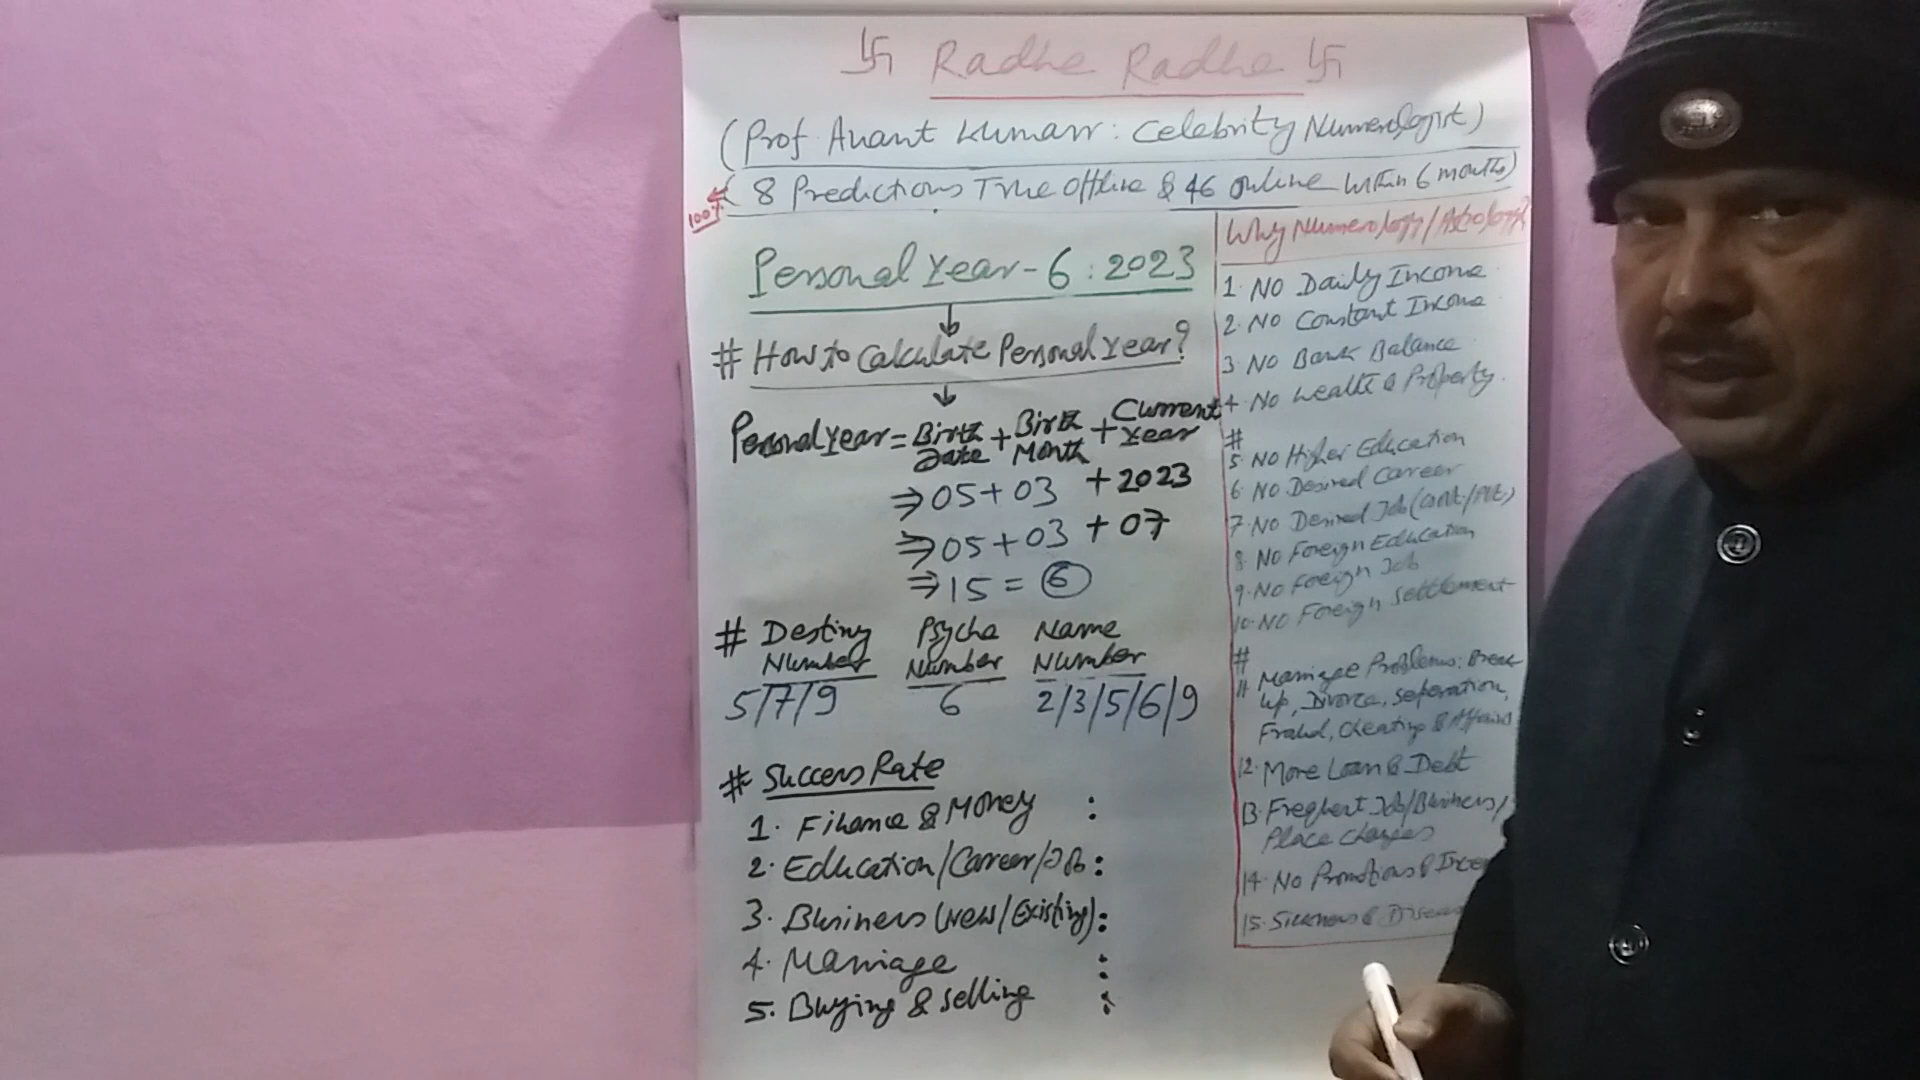 卐 Radhe Radhe 卐
(Prof. Anant Kumarr: Celebrity Numerologist)
( 8 Predictions True Offline & 46 online within 6 months)
100%
Personal Year - 6 : 2023
# How to Calculate Personal Year?
Personal Year = Birth Date + Birth Month + Current Year
⇒ 05 + 03 + 2023
⇒ 05 + 03 + 07
⇒ 15 = 6
# Destiny Psyche Name
Number Number Number
5/7/9 6 2/3/5/6/9
# Success Rate
1. Finance & Money :
2. Education/Career/Job :
3. Business (New/Existing) :
4. Marriage :
5. Buying & Selling :
Why Numerology/Astrology?
1. No Daily Income
2. No Constant Income
3 No Bank Balance
4. No Wealth & Property.
#
5. No Higher Education
6. No Desired Career
7. No Desired Job (Govt./Pvt.)
8. No Foreign Education
9. No Foreign Job
10. No Foreign Settlement
#
11 Marriage Problems: Break
up, Divorce, Separation,
Fraud, Cheating & Affairs
12. More Loan & Debt
13. Frequent Job/Business/
Place Changes
14. No Promotions &
15. Sickness &